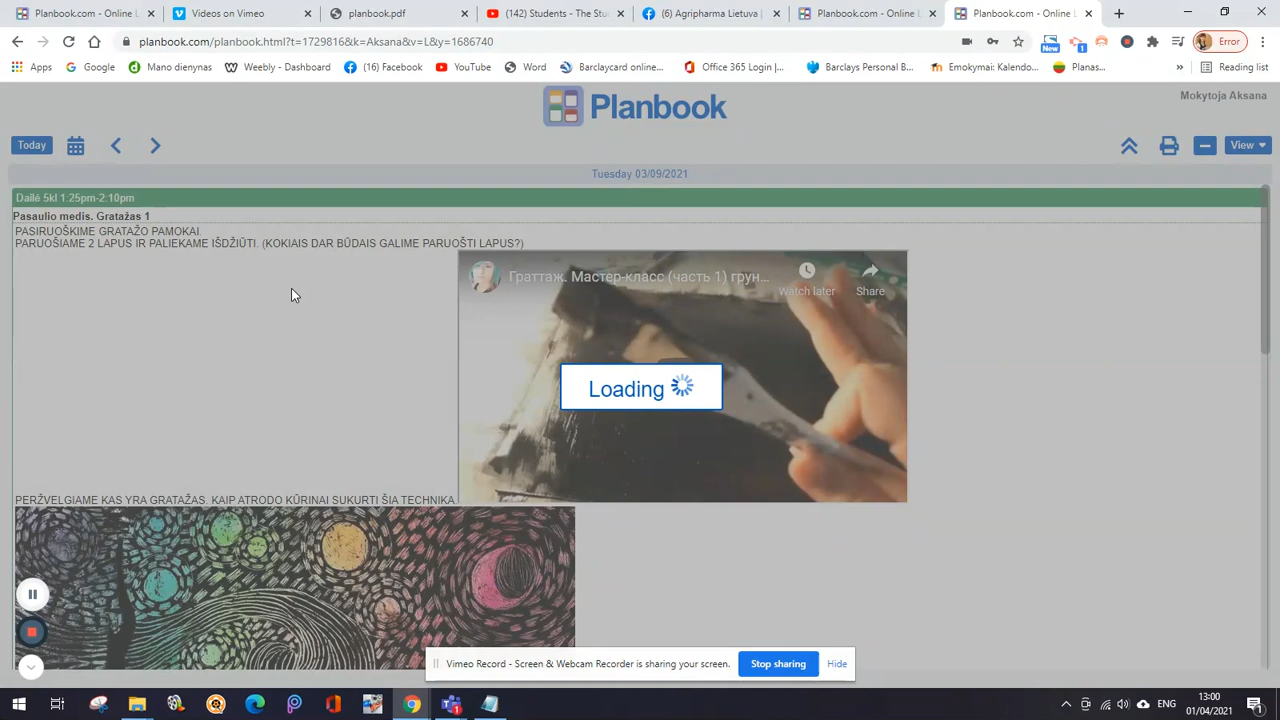 Planbook.com - Online L
Videos on Vimeo
planbook.pdf
(142) Students - The Stu
(6) Agripharma Lietuva |
Planbook.com - Online L
Planbook.com - Online L
planbook.com/planbook.html?t=1729816&k=Aksana&v=L&y=1686740
New
1
Error
Apps
Google
Mano dienynas
Weebly - Dashboard
(16) Facebook
YouTube
Word
Barclaycard online...
Office 365 Login |...
Barclays Personal B...
Emokymai: Kalendo...
Planas...
»
Reading list
Planbook
Mokytoja Aksana
Today
View
Tuesday 03/09/2021
Dailė 5kl 1:25pm-2:10pm
Pasaulio medis. Gratažas 1
PASIRUOŠKIME GRATAŽO PAMOKAI.
PARUOŠIAME 2 LAPUS IR PALIEKAME IŠDŽIŪTI. (KOKIAIS DAR BŪDAIS GALIME PARUOŠTI LAPUS?)
Граттаж. Мастер-класс (часть 1) грун...
Watch later
Share
Loading
PERŽVELGIAME KAS YRA GRATAŽAS. KAIP ATRODO KŪRINAI SUKURTI ŠIA TECHNIKA.
Vimeo Record - Screen & Webcam Recorder is sharing your screen.
Stop sharing
Hide
ENG
13:00
01/04/2021